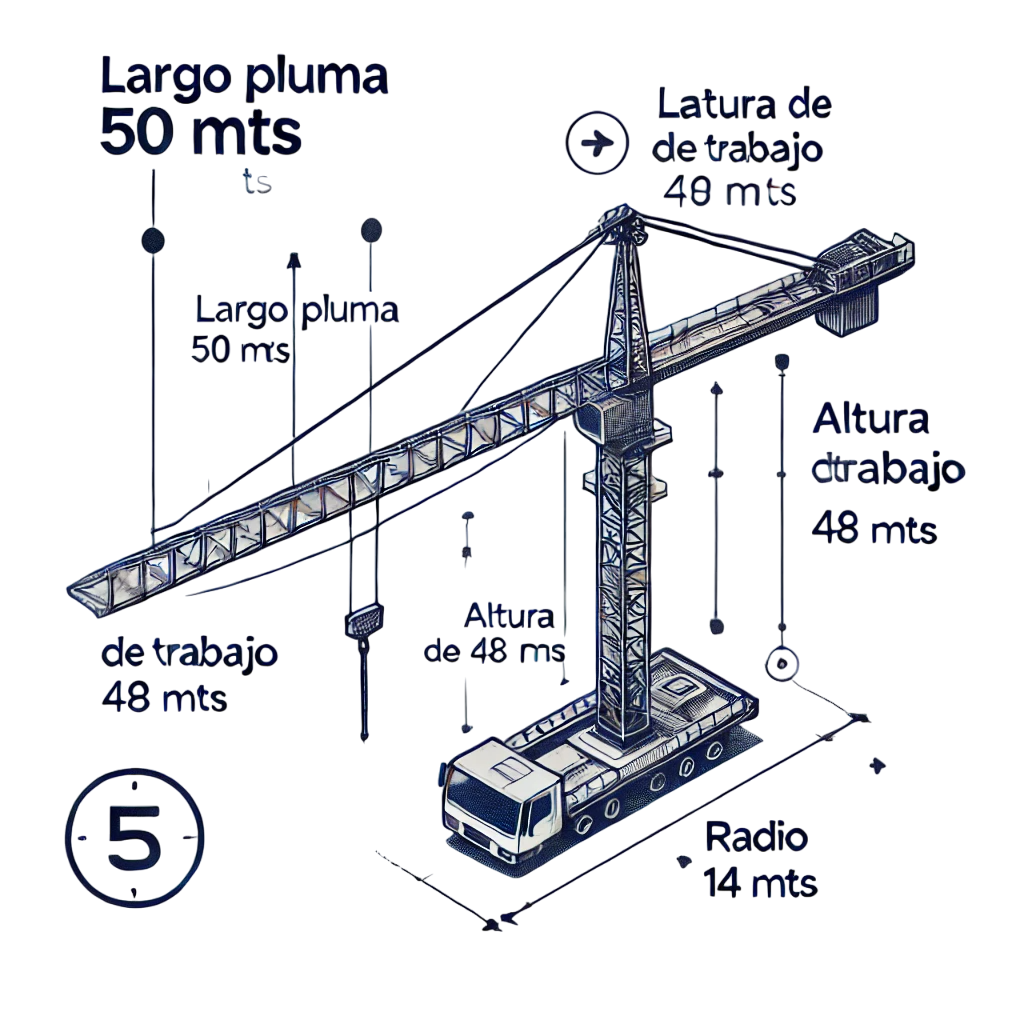 Largo pluma
50 mts
ts
Latura de
de trabajo
48 mts
Largo pluma
50 m's
Altura
dtrabajo
48 mts
Altura
de 48 ms
de trabajo
48 mts
5
Radio
14 mts